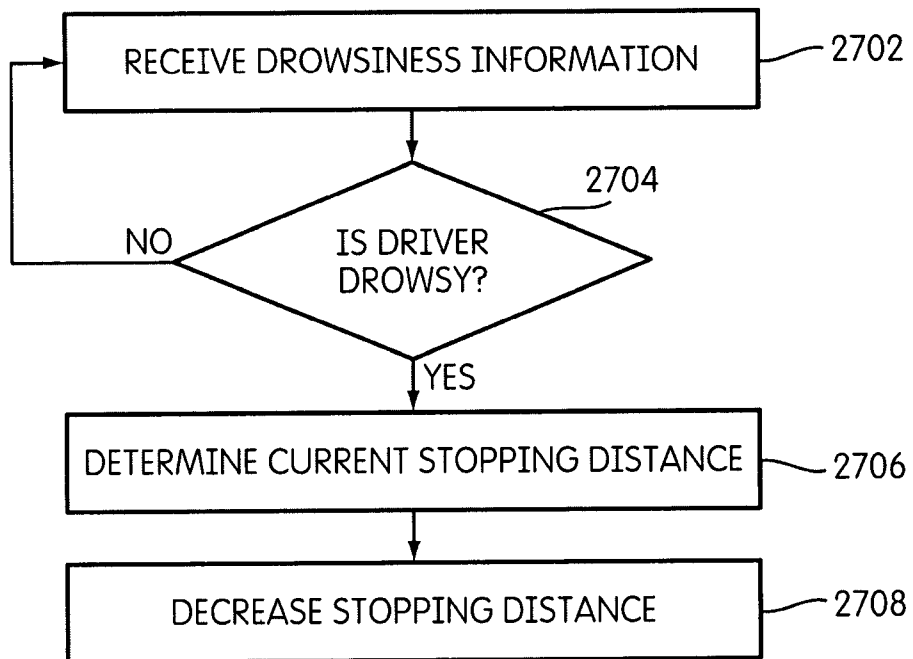 RECEIVE DROWSINESS INFORMATION
2702
2704
IS DRIVER
DROWSY?
NO
YES
DETERMINE CURRENT STOPPING DISTANCE
2706
DECREASE STOPPING DISTANCE
2708